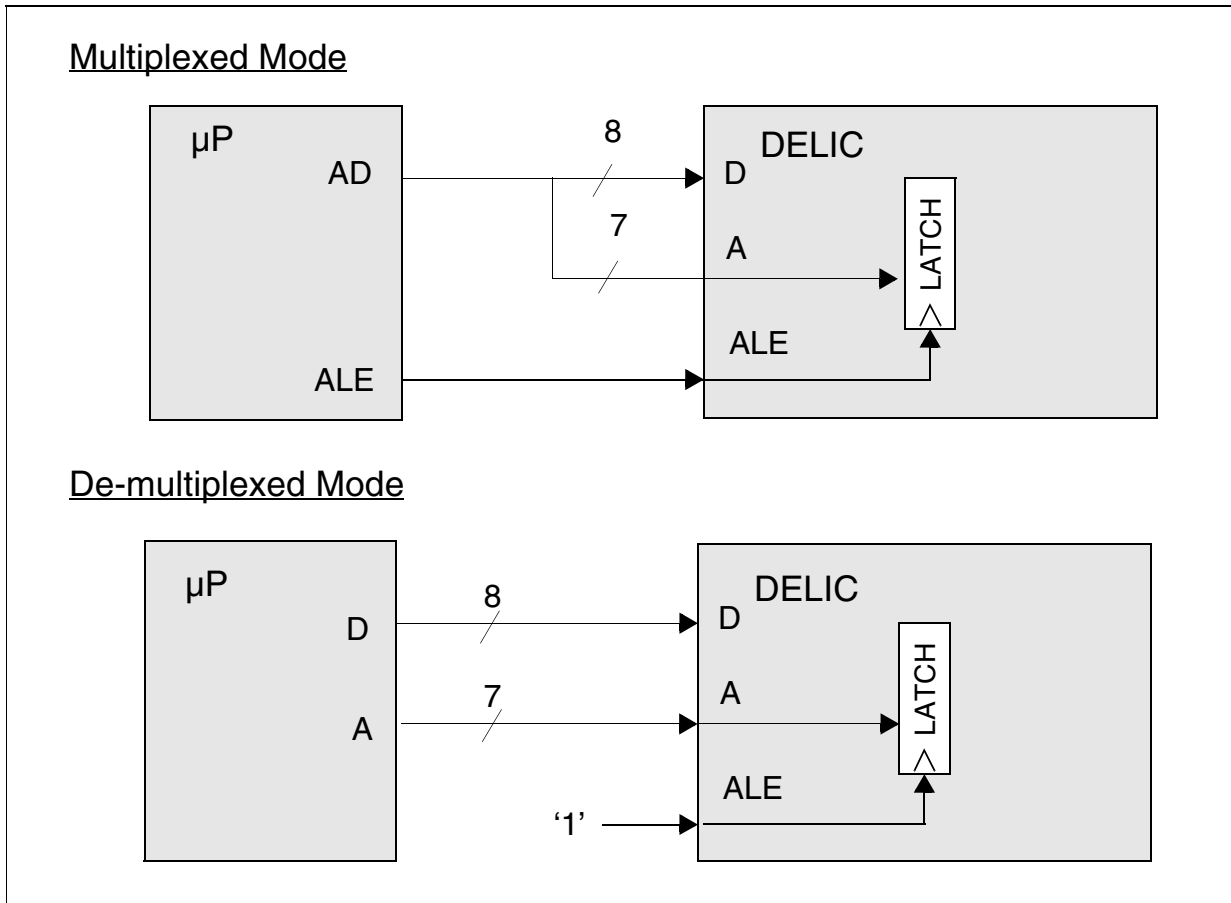 Multiplexed Mode
µP
8
DELIC
AD
D
7
A
LATCH
ALE
ALE
De-multiplexed Mode
µP
8
DELIC
D
D
7
A
A
LATCH
ALE
‘1’